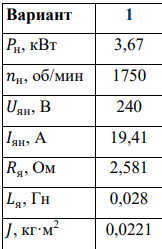 Вариант 1
Pн, кВт 3,67
nн, об/мин 1750
Uян, В 240
Iян, А 19,41
Rя, Ом 2,581
Lя, Гн 0,028
J, кг·м² 0,0221